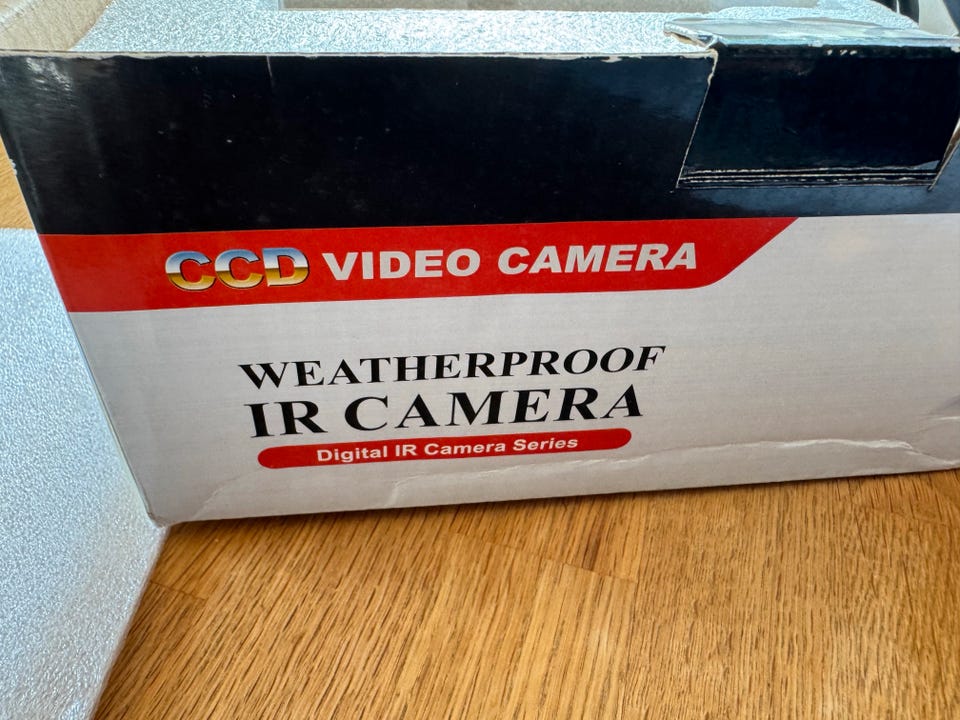 CCD VIDEO CAMERA
WEATHERPROOF
IR CAMERA
Digital IR Camera Series